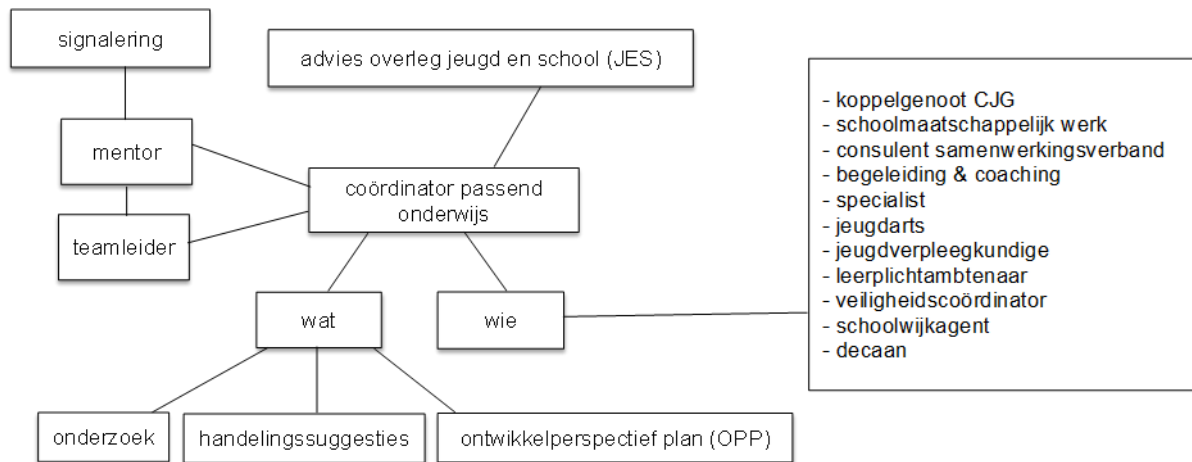 signalering
advies overleg jeugd en school (JES)
mentor
coördinator passend
onderwijs
teamleider
wat
wie
onderzoek
handelingssuggesties
ontwikkelperspectief plan (OPP)
- koppelgenoot CJG
- schoolmaatschappelijk werk
- consulent samenwerkingsverband
- begeleiding & coaching
- specialist
- jeugdarts
- jeugdverpleegkundige
- leerplichtambtenaar
- veiligheidscoördinator
- schoolwijkagent
- decaan